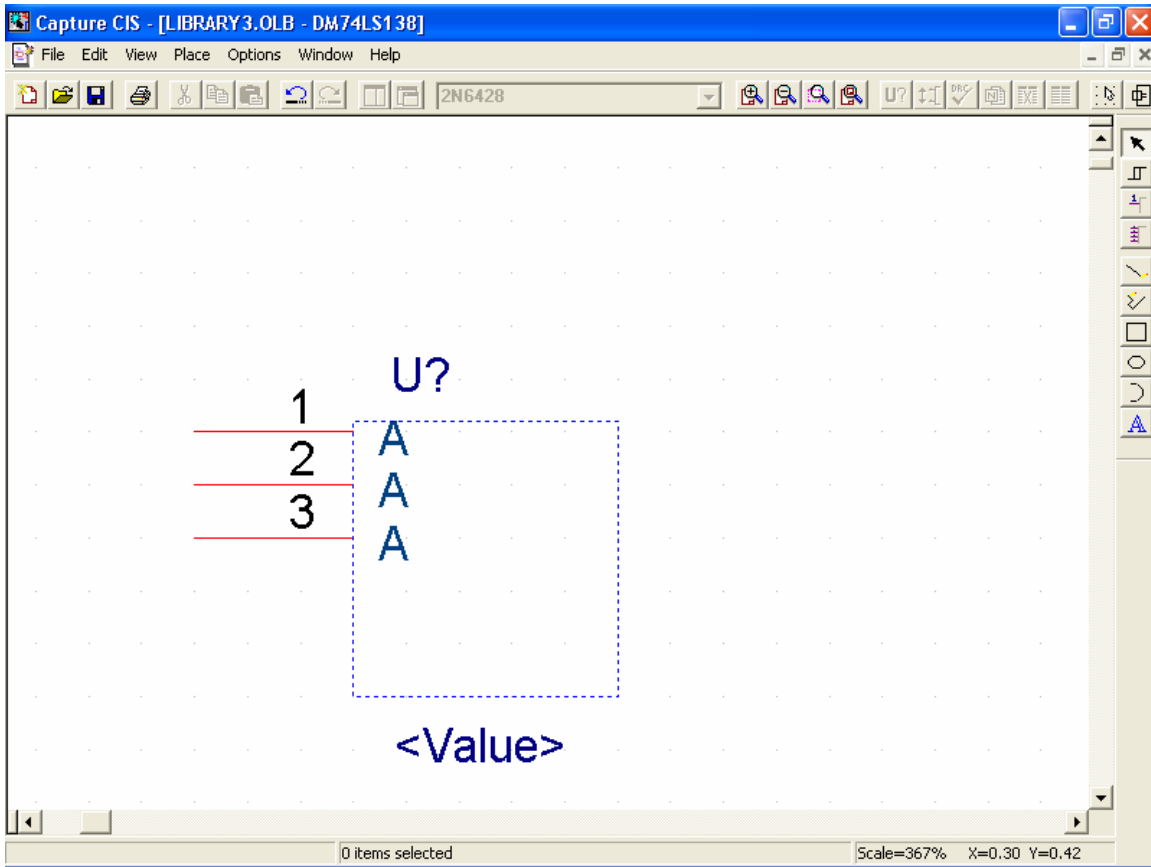 Capture CIS - [LIBRARY3.OLB - DM74LS138]
File Edit View Place Options Window Help
2N6428
U?
DRC
U?
1
A
2
A
3
A
<Value>
0 items selected
Scale=367% X=0.30 Y=0.42